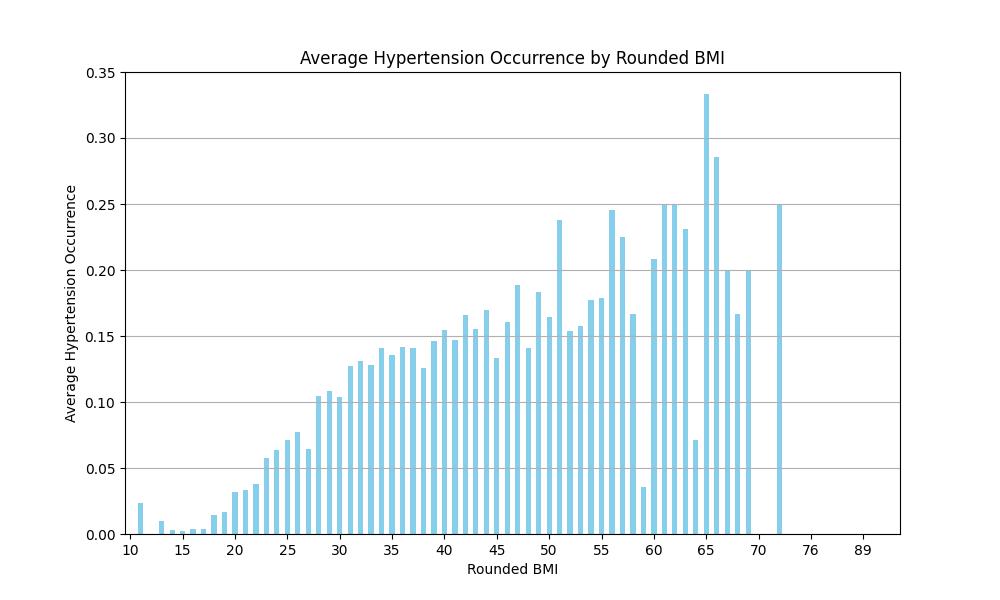 Average Hypertension Occurrence by Rounded BMI
0.35
0.30
0.25
0.20
0.15
0.10
0.05
0.00
Average Hypertension Occurrence
10 15 20 25 30 35 40 45 50 55 60 65 70 76 89
Rounded BMI